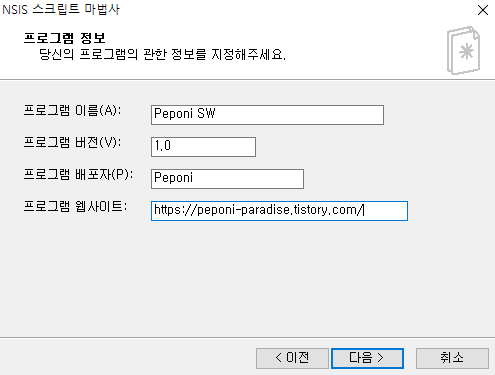 NSIS 스크립트 마법사
프로그램 정보
당신의 프로그램의 관한 정보를 지정해주세요.
프로그램 이름(A): Peponi SW
프로그램 버전(V): 1.0
프로그램 배포자(P): Peponi
프로그램 웹사이트: https://peponi-paradise.tistory.com/
< 이전 다음 > 취소